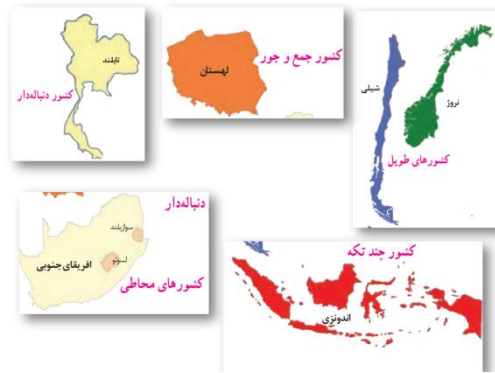 تایلند
کشور دنباله‌دار
کشور جمع و جور
لهستان
شیلی
نروژ
کشورهای طویل
دنباله‌دار
سوازیلند
لسوتو
افریقای جنوبی
کشورهای محاطی
کشور چند تکه
اندونزی